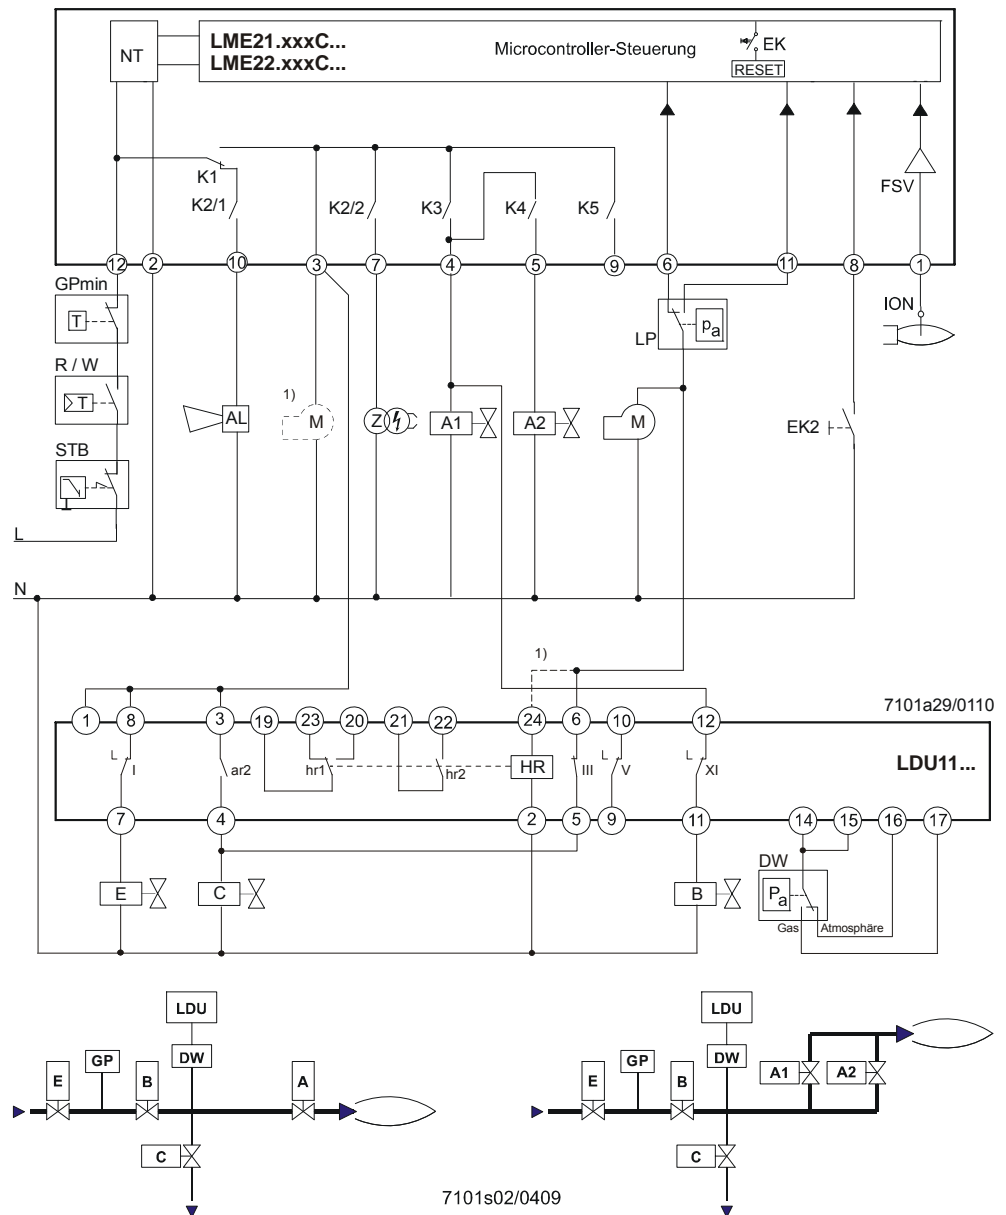 NT
LME21.xxxC...
LME22.xxxC...
Microcontroller-Steuerung
EK
RESET
FSV
K1
K2/1
K2/2
K3
K4
K5
12 2 10 3 7 4 5 9 6 11 8 1
GPmin
T
R / W
T
STB
L
N
AL
1)
M
Z
A1
A2
LP
pa
M
ION
EK2
1)
7101a29/0110
1 8 3 19 23 20 21 22 24 6 10 12
L
I
ar2
hr1
hr2
HR
III
L
V
L
XI
LDU11...
7 4 2 5 9 11 14 15 16 17
E
C
B
DW
Pa
Gas
Atmosphäre
LDU
DW
GP
E
B
A
C
LDU
DW
GP
E
B
A1
A2
C
7101s02/0409